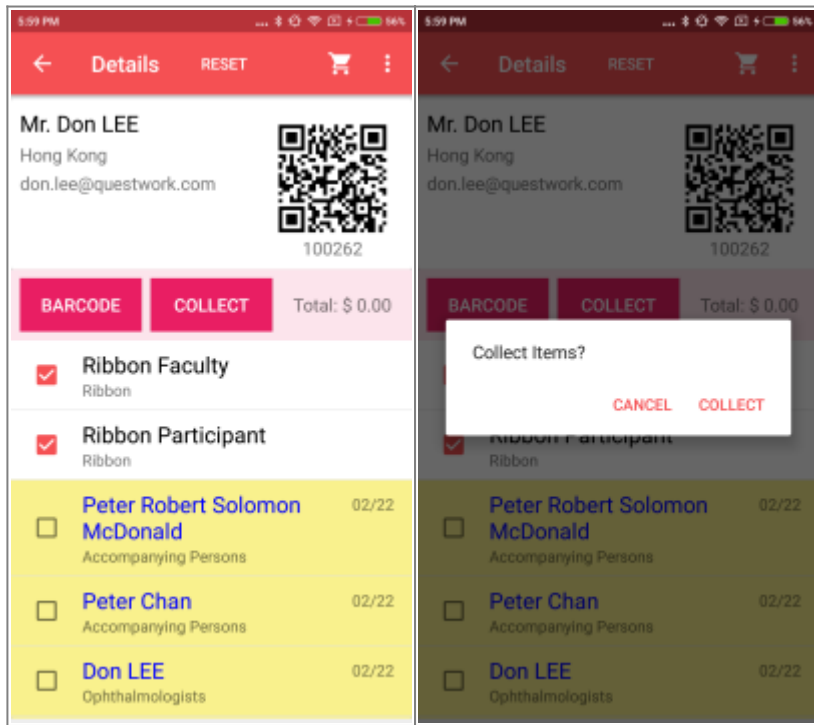 5:59 PM ... 56%
Details RESET
Mr. Don LEE
Hong Kong
don.lee@questwork.com
100262
BARCODE COLLECT Total: $ 0.00
Ribbon Faculty
Ribbon
Ribbon Participant
Ribbon
Peter Robert Solomon 02/22
McDonald
Accompanying Persons
Peter Chan 02/22
Accompanying Persons
Don LEE 02/22
Ophthalmologists
5:59 PM ... 56%
Details RESET
Mr. Don LEE
Hong Kong
don.lee@questwork.com
100262
BARCODE COLLECT Total: $ 0.00
Collect Items?
CANCEL COLLECT
Ribbon Participant
Ribbon
Peter Robert Solomon 02/22
McDonald
Accompanying Persons
Peter Chan 02/22
Accompanying Persons
Don LEE 02/22
Ophthalmologists